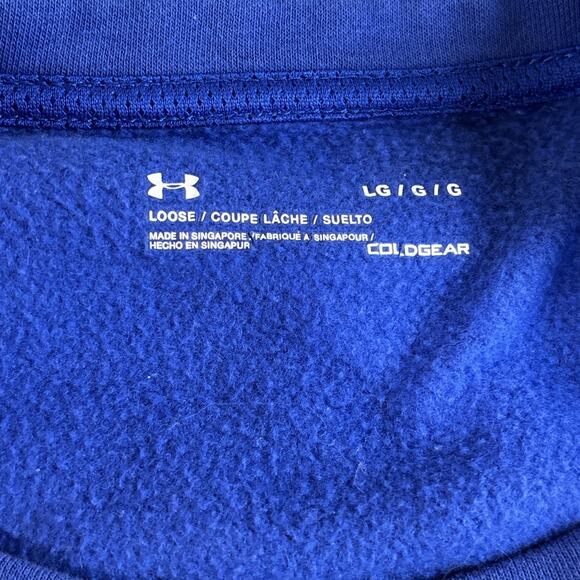 LG / G / G
LOOSE / COUPE LÂCHE / SUELTO
MADE IN SINGAPORE /FABRIQUÉ À SINGAPOUR /
HECHO EN SINGAPUR
COLDGEAR